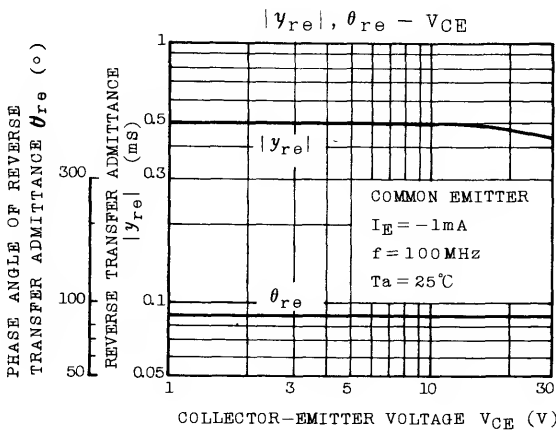 |yre|, θre – VCE
PHASE ANGLE OF REVERSE
TRANSFER ADMITTANCE θre (°)
300
100
50
REVERSE TRANSFER ADMITTANCE
|yre| (mS)
1
0.5
0.3
0.1
0.05
|yre|
COMMON EMITTER
IE = −1mA
f = 100MHz
Ta = 25℃
θre
1 3 5 10 30
COLLECTOR−EMITTER VOLTAGE VCE (V)